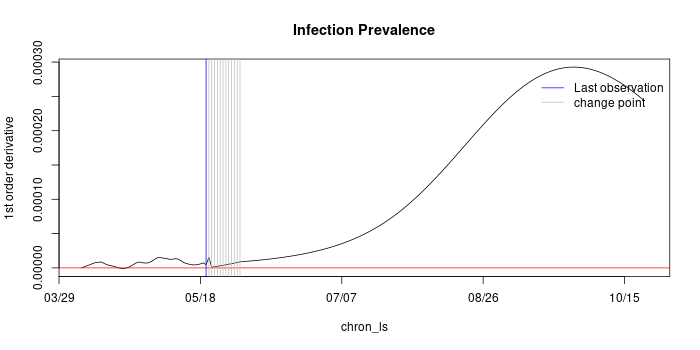 Infection Prevalence
1st order derivative
0.00030
0.00020
0.00010
0.00000
Last observation
change point
03/29 05/18 07/07 08/26 10/15
chron_ls